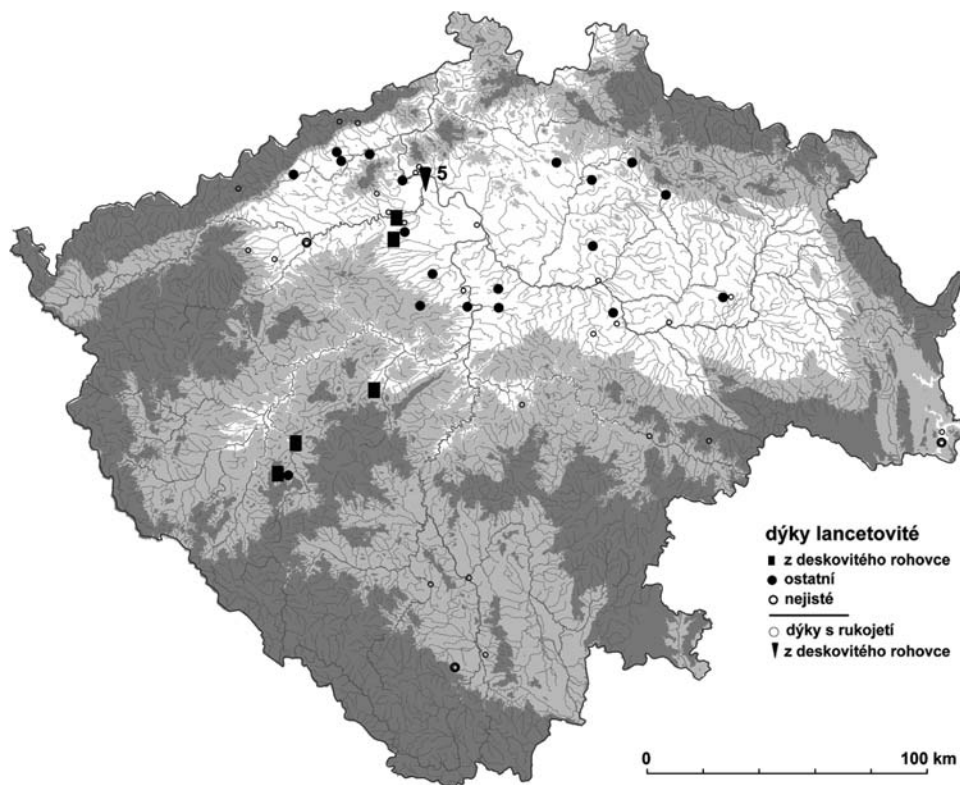 5
dýky lancetovité
z deskovitého rohovce
ostatní
nejisté
dýky s rukojetí
z deskovitého rohovce
0 100 km